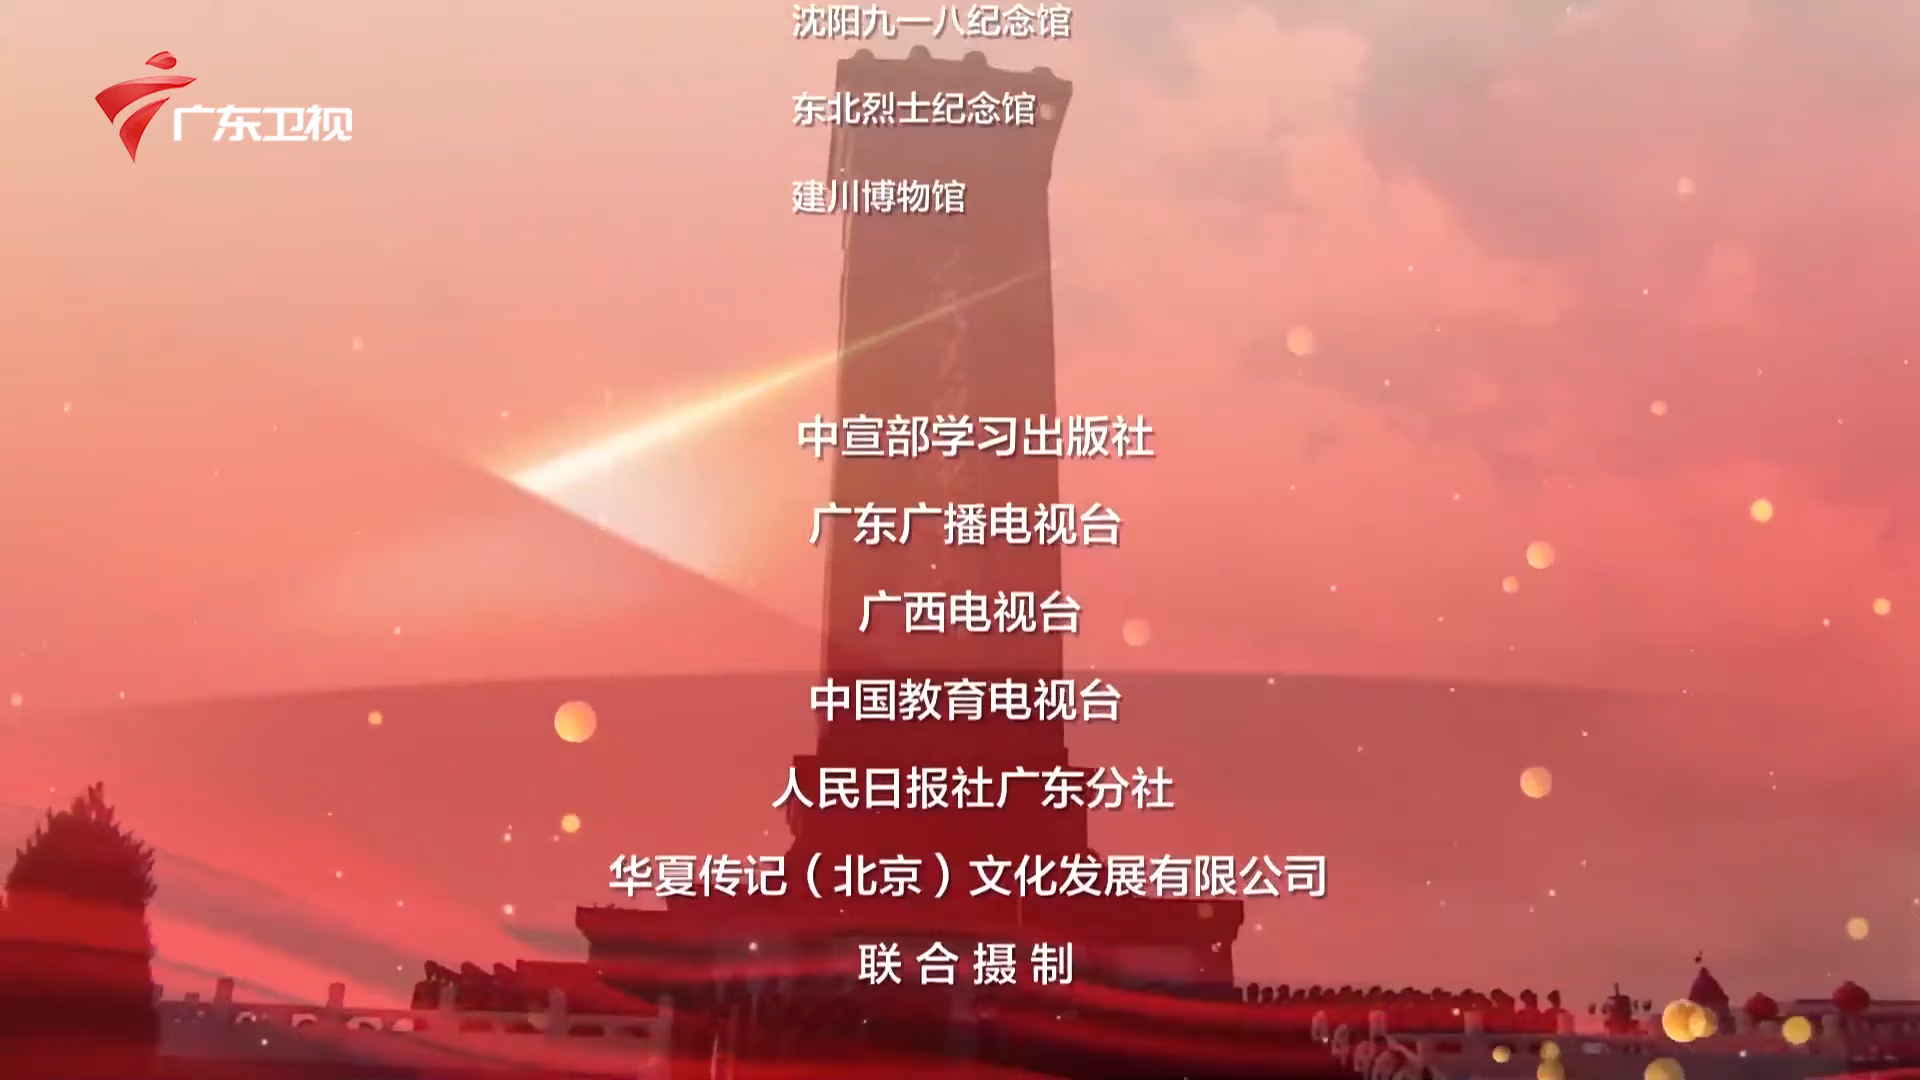 沈阳九一八纪念馆
广东卫视
东北烈士纪念馆
建川博物馆
中宣部学习出版社
广东广播电视台
广西电视台
中国教育电视台
人民日报社广东分社
华夏传记（北京）文化发展有限公司
联合摄制